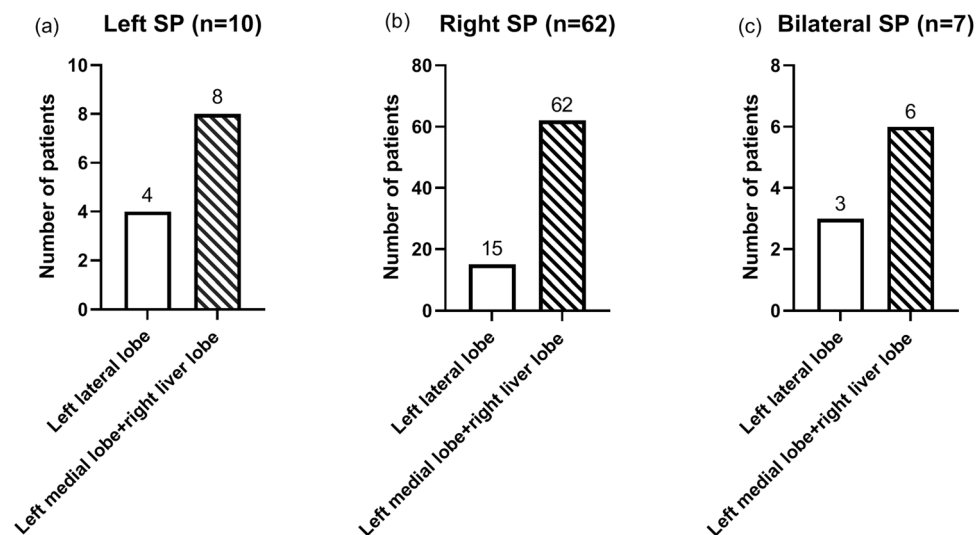 (a) Left SP (n=10)
Number of patients
10
8
6
4
2
0
4
8
Left lateral lobe
Left medial lobe+right liver lobe
(b) Right SP (n=62)
Number of patients
80
60
40
20
0
15
62
Left lateral lobe
Left medial lobe+right liver lobe
(c) Bilateral SP (n=7)
Number of patients
8
6
4
2
0
3
6
Left lateral lobe
Left medial lobe+right liver lobe